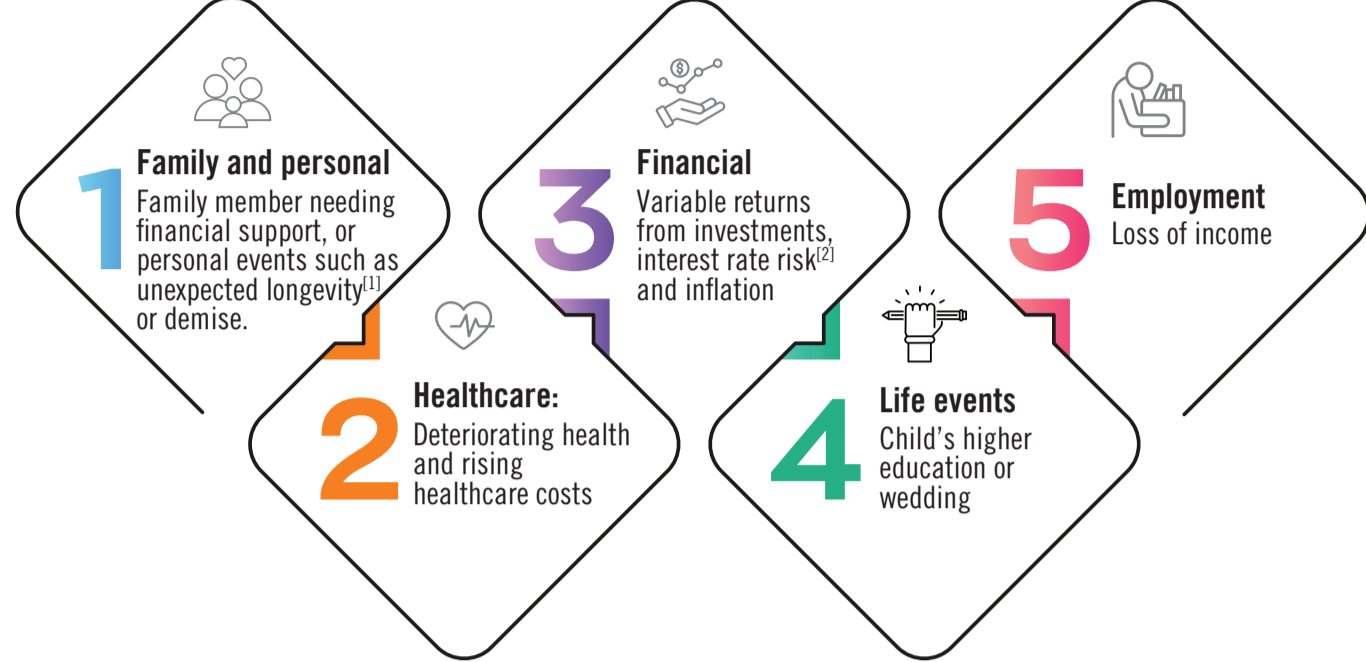 1
Family and personal
Family member needing
financial support, or
personal events such as
unexpected longevity[1]
or demise.
2
Healthcare:
Deteriorating health
and rising
healthcare costs
3
Financial
Variable returns
from investments,
interest rate risk[2]
and inflation
4
Life events
Child’s higher
education or
wedding
5
Employment
Loss of income